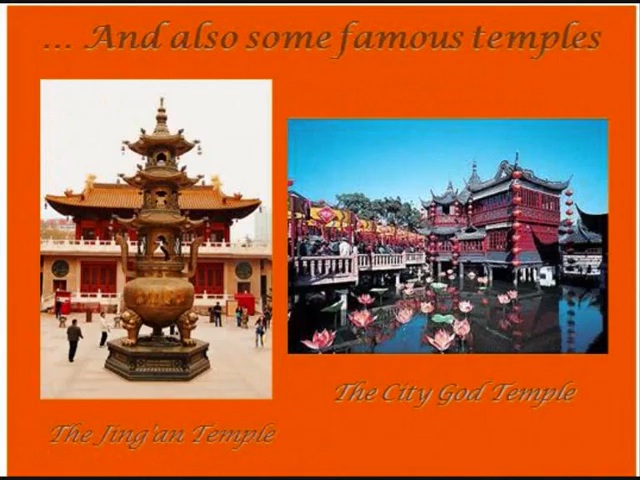 ... And also some famous temples
The City God Temple
The Jing'an Temple